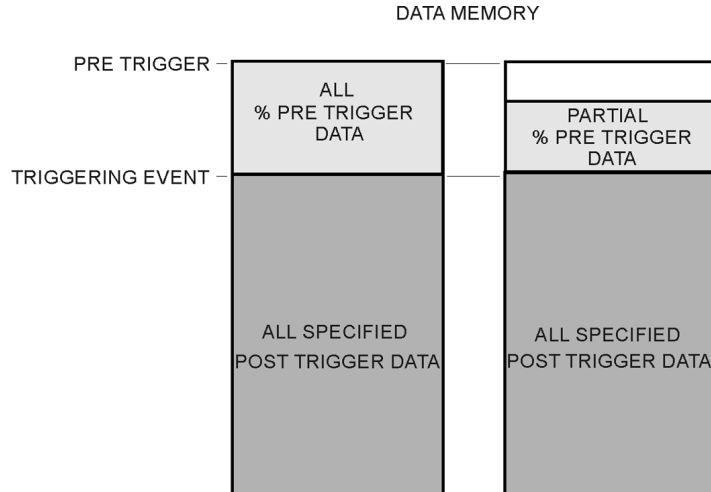 DATA MEMORY
PRE TRIGGER
ALL
% PRE TRIGGER
DATA
PARTIAL
% PRE TRIGGER
DATA
TRIGGERING EVENT
ALL SPECIFIED
POST TRIGGER DATA
ALL SPECIFIED
POST TRIGGER DATA